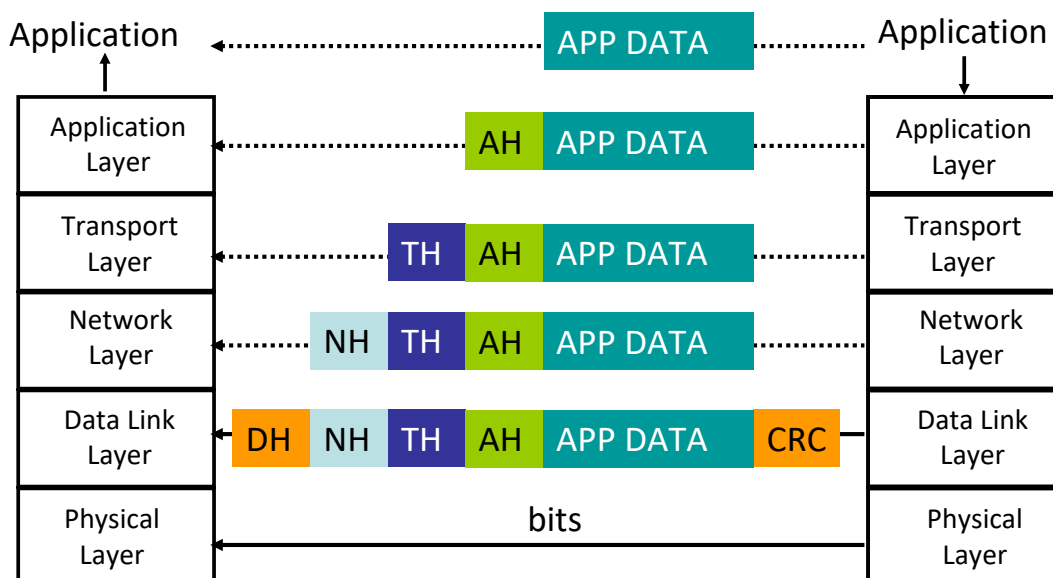 Application
APP DATA
Application
Application
Layer
AH APP DATA
Application
Layer
Transport
Layer
TH AH APP DATA
Transport
Layer
Network
Layer
NH TH AH APP DATA
Network
Layer
Data Link
Layer
DH NH TH AH APP DATA CRC
Data Link
Layer
Physical
Layer
bits
Physical
Layer